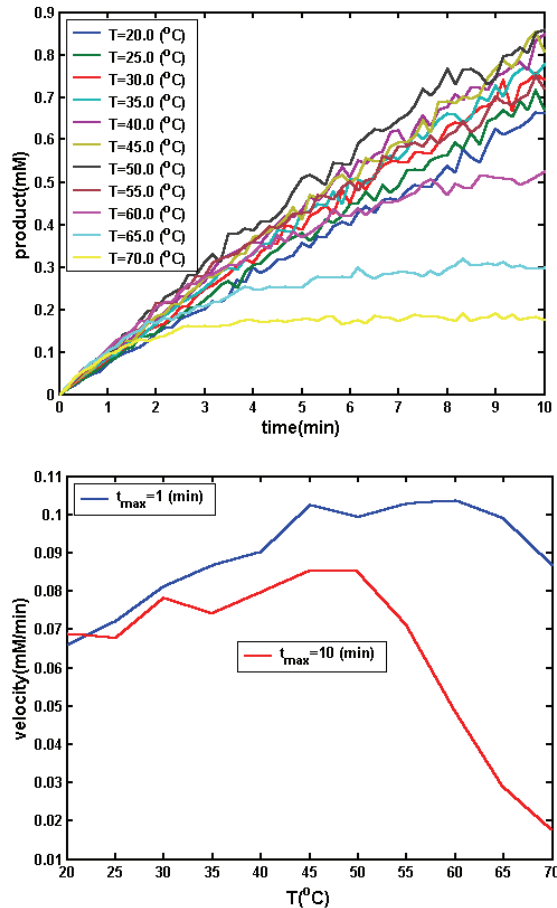 0.9
0.8
0.7
0.6
0.5
0.4
0.3
0.2
0.1
0
product(mM)
T=20.0 (°C)
T=25.0 (°C)
T=30.0 (°C)
T=35.0 (°C)
T=40.0 (°C)
T=45.0 (°C)
T=50.0 (°C)
T=55.0 (°C)
T=60.0 (°C)
T=65.0 (°C)
T=70.0 (°C)
0 1 2 3 4 5 6 7 8 9 10
time(min)
0.11
0.1
0.09
0.08
0.07
0.06
0.05
0.04
0.03
0.02
0.01
velocity(mM/min)
tmax=1 (min)
tmax=10 (min)
20 25 30 35 40 45 50 55 60 65 70
T(°C)